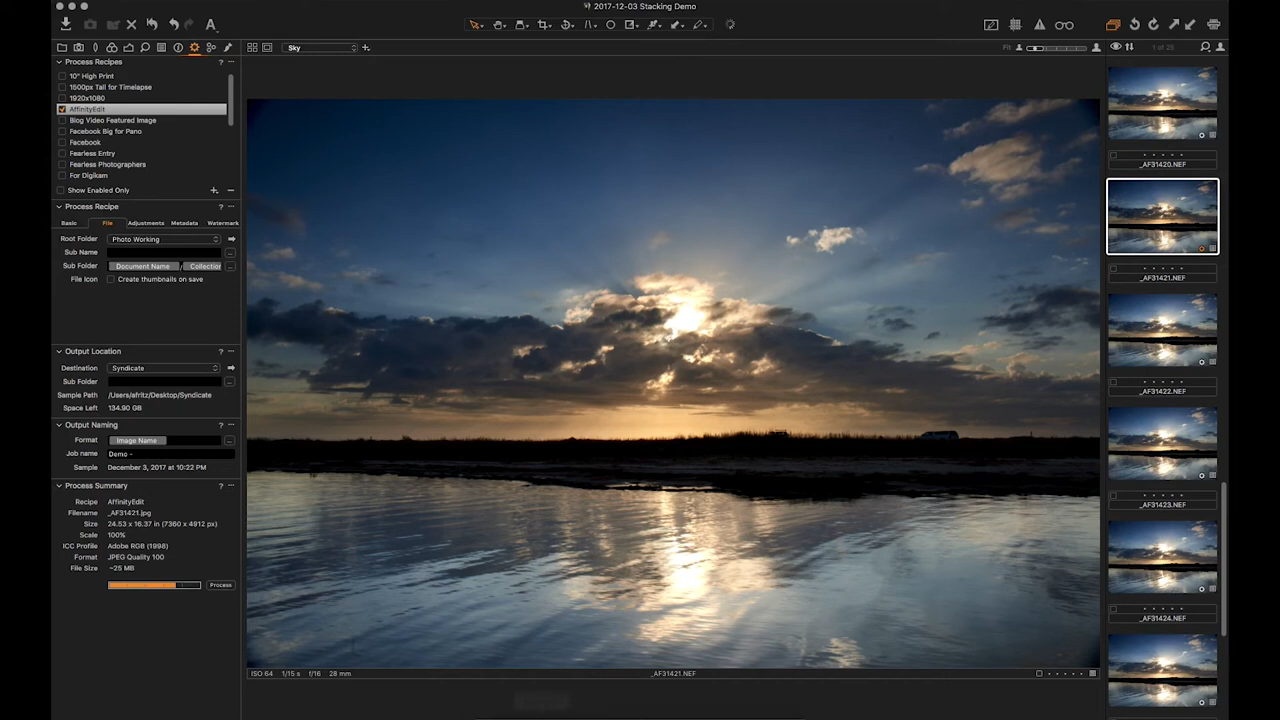 2017-12-03 Stacking Demo
Sky
Fit
1 of 25
Process Recipes
10" High Print
1500px Tall for Timelapse
1920x1080
AffinityEdit
Blog Video Featured Image
Facebook Big for Pano
Facebook
Fearless Entry
Fearless Photographers
For Digikam
Show Enabled Only
Process Recipe
Basic File Adjustments Metadata Watermark
Root Folder Photo Working
Sub Name
Sub Folder Document Name / Collection
File Icon Create thumbnails on save
Output Location
Destination Syndicate
Sub Folder
Sample Path /Users/afritz/Desktop/Syndicate
Space Left 134.90 GB
Output Naming
Format Image Name
Job name Demo -
Sample December 3, 2017 at 10:22 PM
Process Summary
Recipe AffinityEdit
Filename _AF31421.jpg
Size 24.53 x 16.37 in (7360 x 4912 px)
Scale 100%
ICC Profile Adobe RGB (1998)
Format JPEG Quality 100
File Size ~25 MB
Process
ISO 64 1/15 s f/16 28 mm
_AF31421.NEF
_AF31420.NEF
_AF31421.NEF
_AF31422.NEF
_AF31423.NEF
_AF31424.NEF